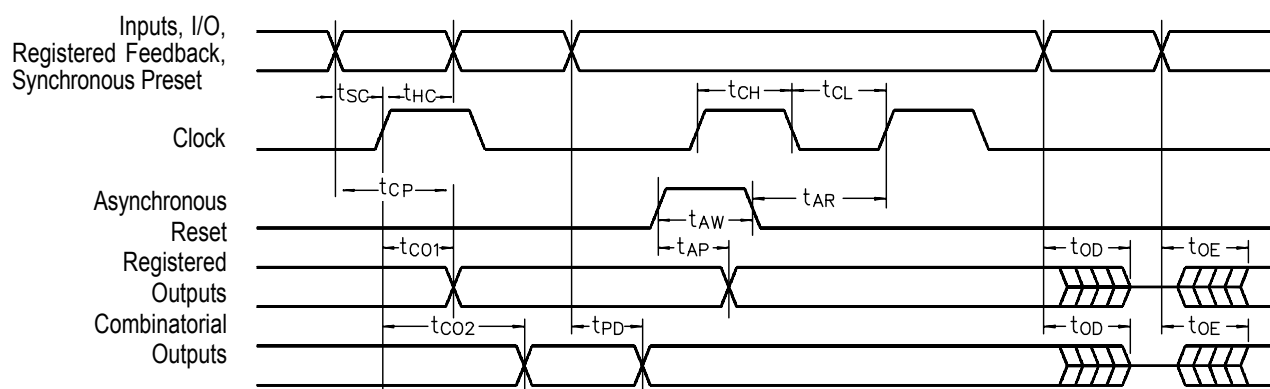 Inputs, I/O,
Registered Feedback,
Synchronous Preset
tSC
tHC
tCH
tCL
Clock
tCP
tAR
Asynchronous
Reset
tAW
tCO1
tAP
tOD
tOE
Registered
Outputs
Combinatorial
Outputs
tCO2
tPD
tOD
tOE